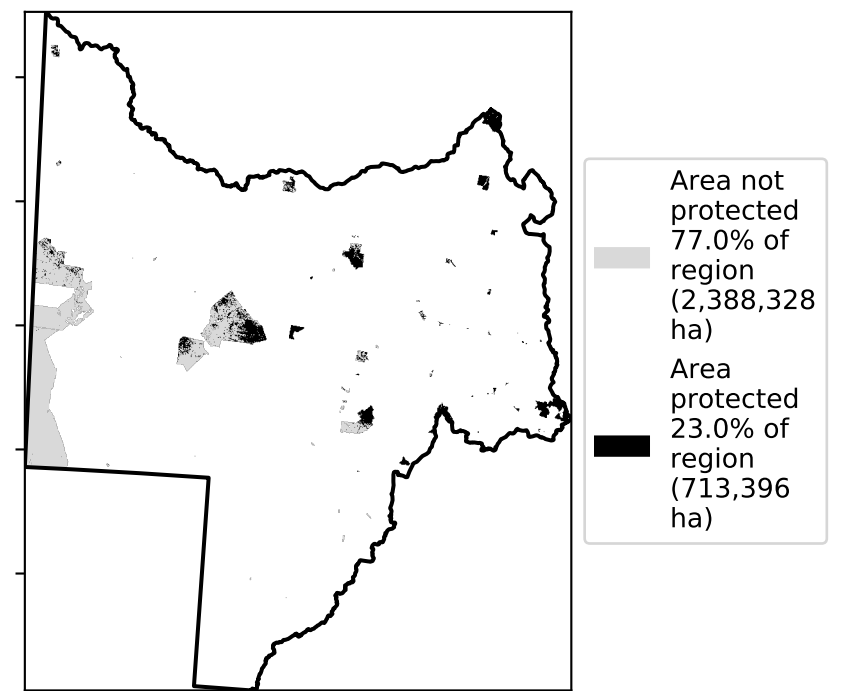 Area not
protected
77.0% of
region
(2,388,328
ha)
Area
protected
23.0% of
region
(713,396
ha)